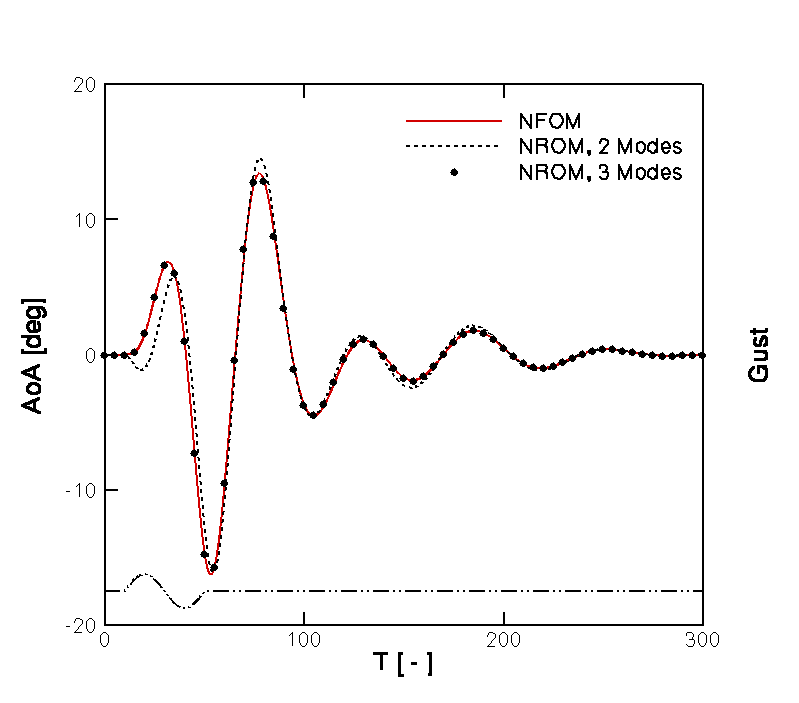 20
NFOM
NROM, 2 Modes
NROM, 3 Modes
10
AoA [deg]
0
Gust
-10
-20
0
100
200
300
T [ - ]